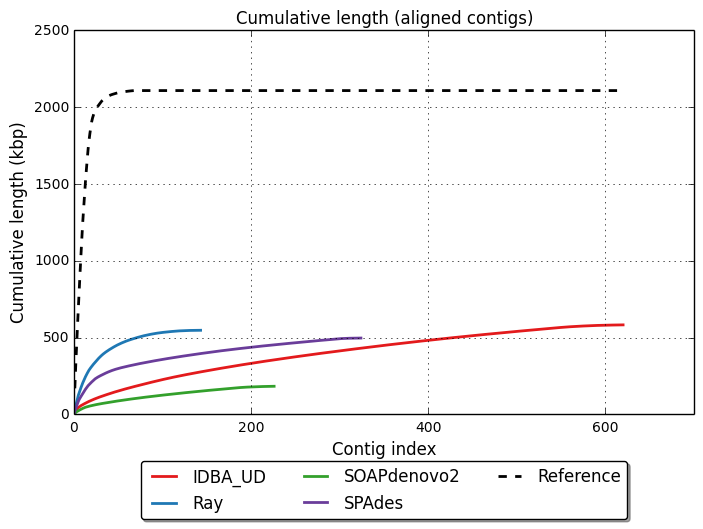 Cumulative length (aligned contigs)
2500
2000
1500
1000
500
0
Cumulative length (kbp)
0 200 400 600
Contig index
IDBA_UD SOAPdenovo2 Reference
Ray SPAdes